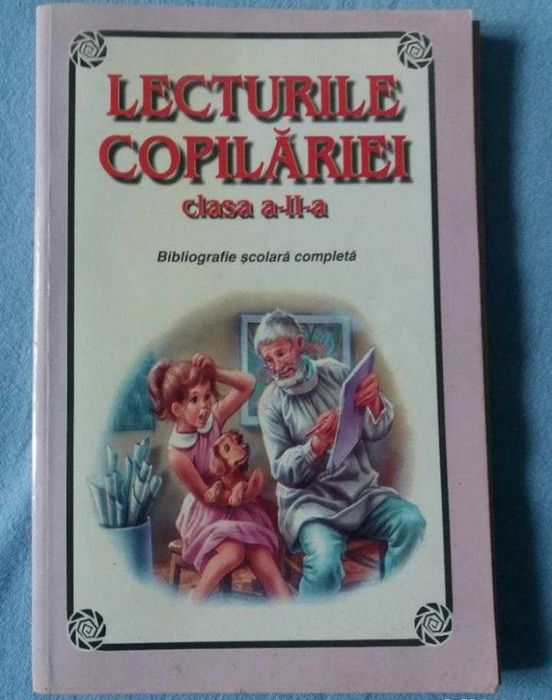 LECTURILE
COPILĂRIEI
clasa a-II-a
Bibliografie școlară completă